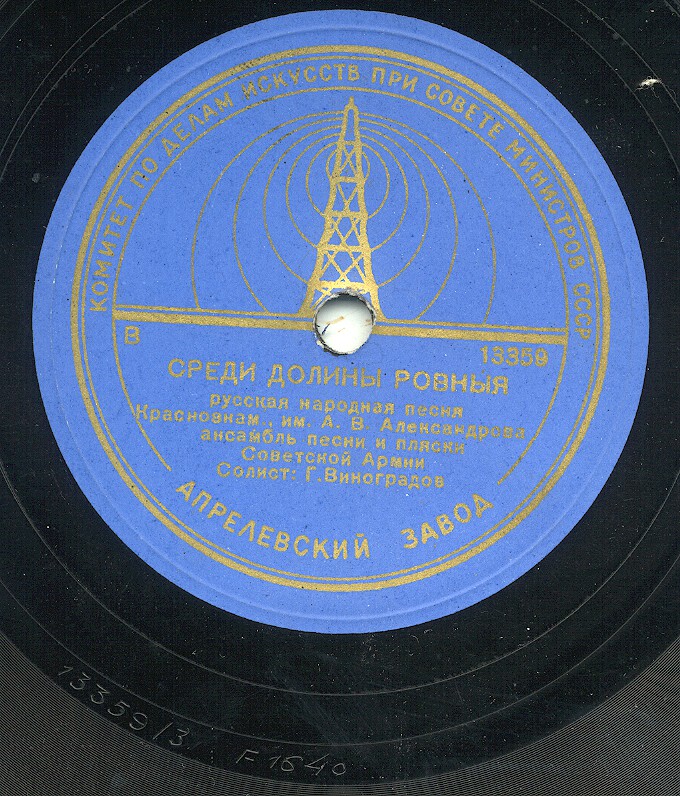 КОМИТЕТ ПО ДЕЛАМ ИСКУССТВ ПРИ СОВЕТЕ МИНИСТРОВ СССР
В 13359
СРЕДИ ДОЛИНЫ РОВНЫЯ
русская народная песня
Краснознам., им. А. В. Александрова
ансамбль песни и пляски
Советской Армии
Солист: Г. Виноградов
АПРЕЛЕВСКИЙ ЗАВОД
13359/3 F1640